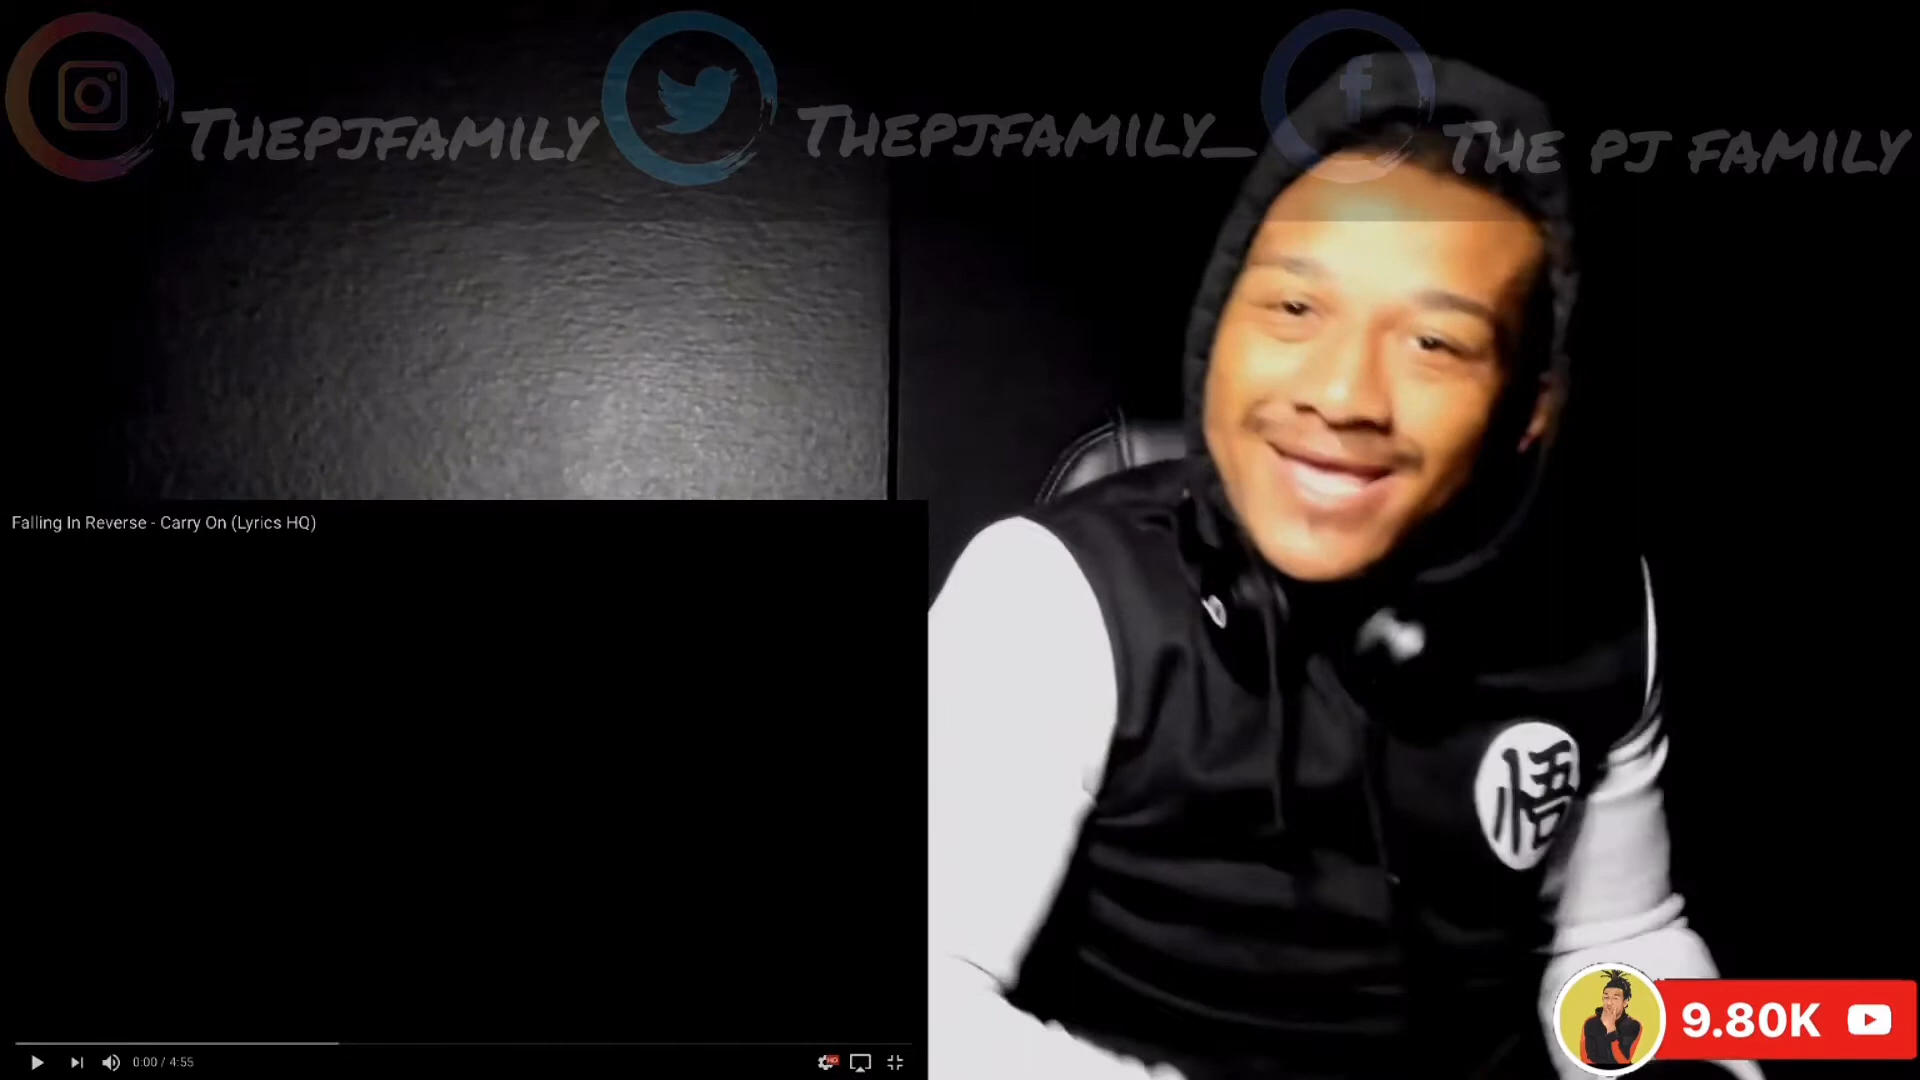 THEPJFAMILY
THEPJFAMILY_
THE PJ FAMILY
Falling In Reverse - Carry On (Lyrics HQ)
悟
9.80K
0:00 / 4:55
HD